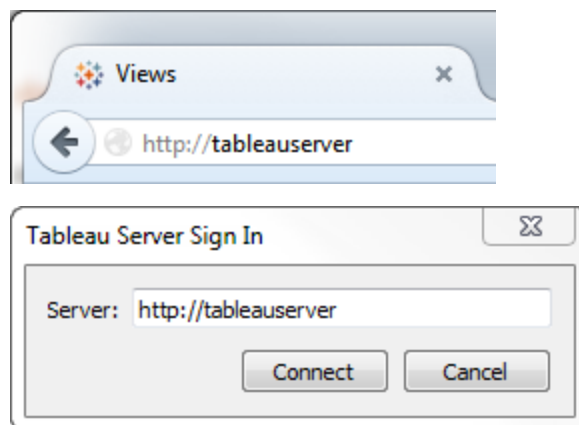 Views
http://tableauserver
Tableau Server Sign In
Server: http://tableauserver
Connect Cancel